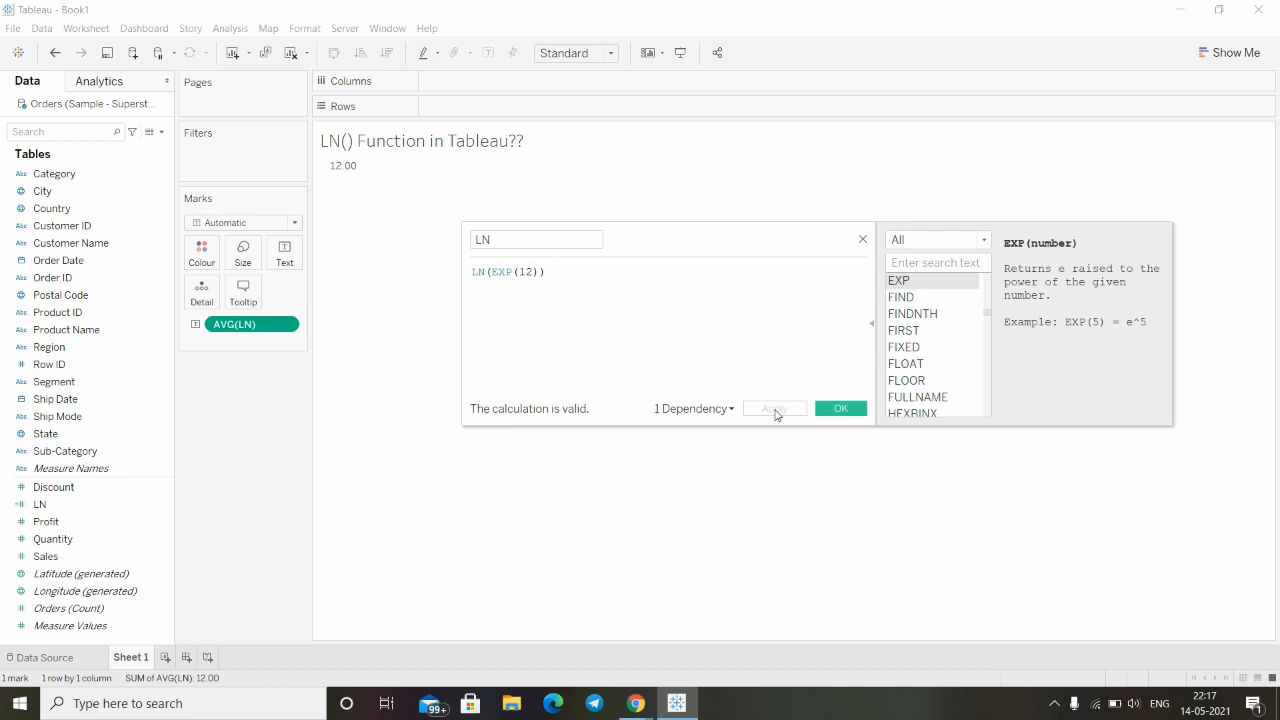 Tableau - Book1
File Data Worksheet Dashboard Story Analysis Map Format Server Window Help
Standard
Show Me
Data Analytics
Orders (Sample - Superst...
Search
Tables
Category
City
Country
Customer ID
Customer Name
Order Date
Order ID
Postal Code
Product ID
Product Name
Region
Row ID
Segment
Ship Date
Ship Mode
State
Sub-Category
Measure Names
Discount
LN
Profit
Quantity
Sales
Latitude (generated)
Longitude (generated)
Orders (Count)
Measure Values
Pages
Filters
Marks
Automatic
Colour Size Text
Detail Tooltip
AVG(LN)
Columns
Rows
LN() Function in Tableau??
12.00
LN
LN(EXP(12))
The calculation is valid.
1 Dependency
Apply
OK
All
Enter search text
EXP
FIND
FINDNTH
FIRST
FIXED
FLOAT
FLOOR
FULLNAME
HEXBINX
EXP(number)
Returns e raised to the
power of the given
number.
Example: EXP(5) = e^5
Data Source Sheet 1
1 mark 1 row by 1 column SUM of AVG(LN): 12.00
Type here to search
99+
ENG
22:17
14-05-2021
1